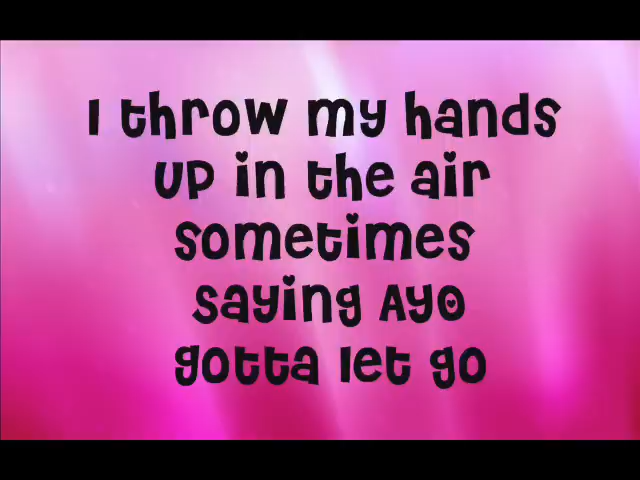 I throw my hands
up in the air
sometimes
saying Ayo
gotta let go